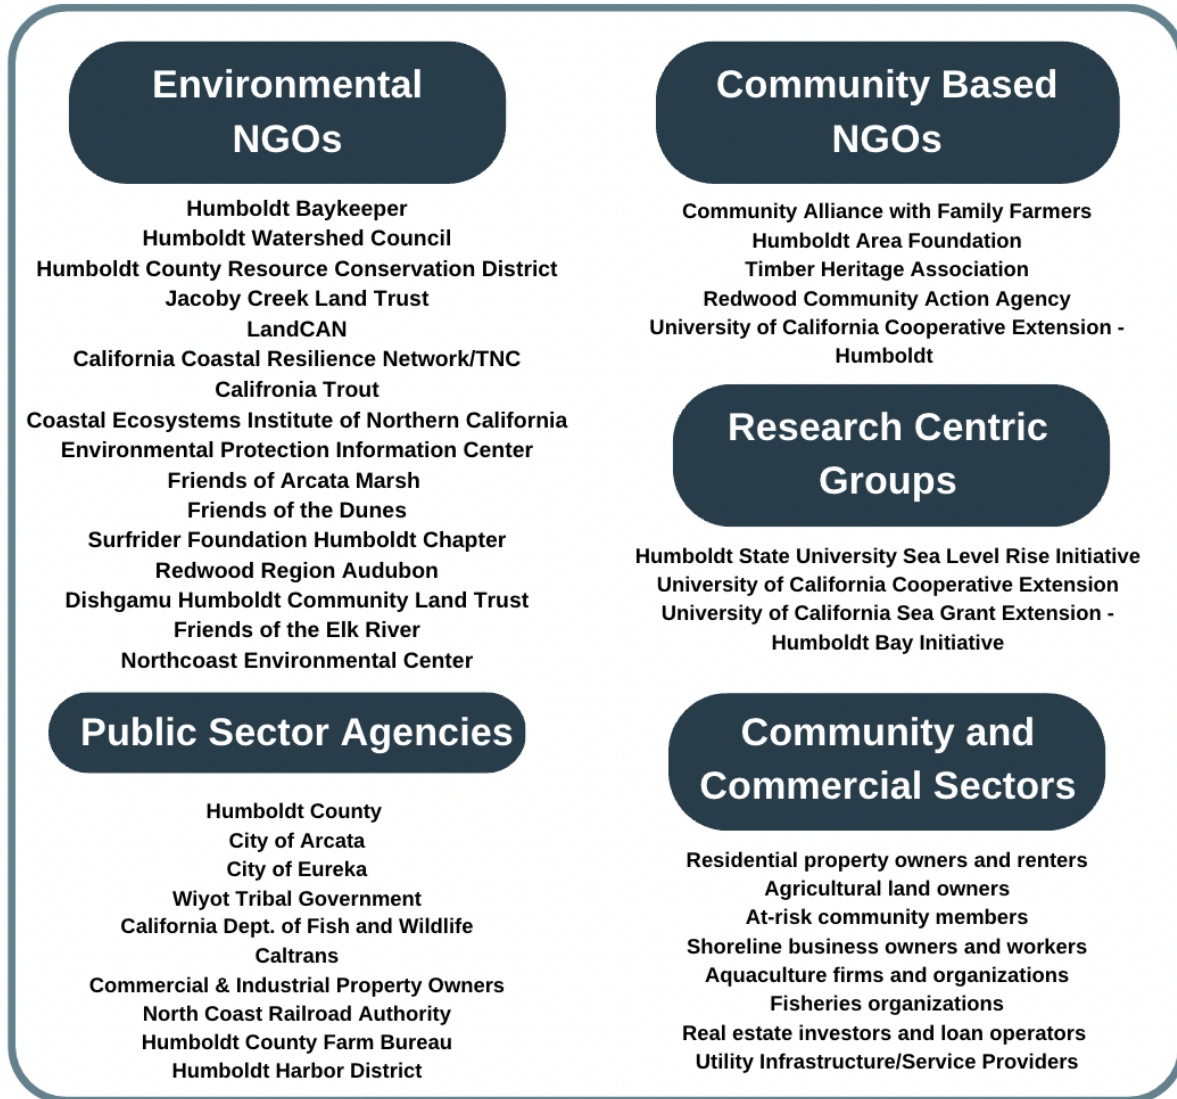 Environmental
NGOs
Humboldt Baykeeper
Humboldt Watershed Council
Humboldt County Resource Conservation District
Jacoby Creek Land Trust
LandCAN
California Coastal Resilience Network/TNC
Califronia Trout
Coastal Ecosystems Institute of Northern California
Environmental Protection Information Center
Friends of Arcata Marsh
Friends of the Dunes
Surfrider Foundation Humboldt Chapter
Redwood Region Audubon
Dishgamu Humboldt Community Land Trust
Friends of the Elk River
Northcoast Environmental Center
Public Sector Agencies
Humboldt County
City of Arcata
City of Eureka
Wiyot Tribal Government
California Dept. of Fish and Wildlife
Caltrans
Commercial & Industrial Property Owners
North Coast Railroad Authority
Humboldt County Farm Bureau
Humboldt Harbor District
Community Based
NGOs
Community Alliance with Family Farmers
Humboldt Area Foundation
Timber Heritage Association
Redwood Community Action Agency
University of California Cooperative Extension -
Humboldt
Research Centric
Groups
Humboldt State University Sea Level Rise Initiative
University of California Cooperative Extension
University of California Sea Grant Extension -
Humboldt Bay Initiative
Community and
Commercial Sectors
Residential property owners and renters
Agricultural land owners
At-risk community members
Shoreline business owners and workers
Aquaculture firms and organizations
Fisheries organizations
Real estate investors and loan operators
Utility Infrastructure/Service Providers